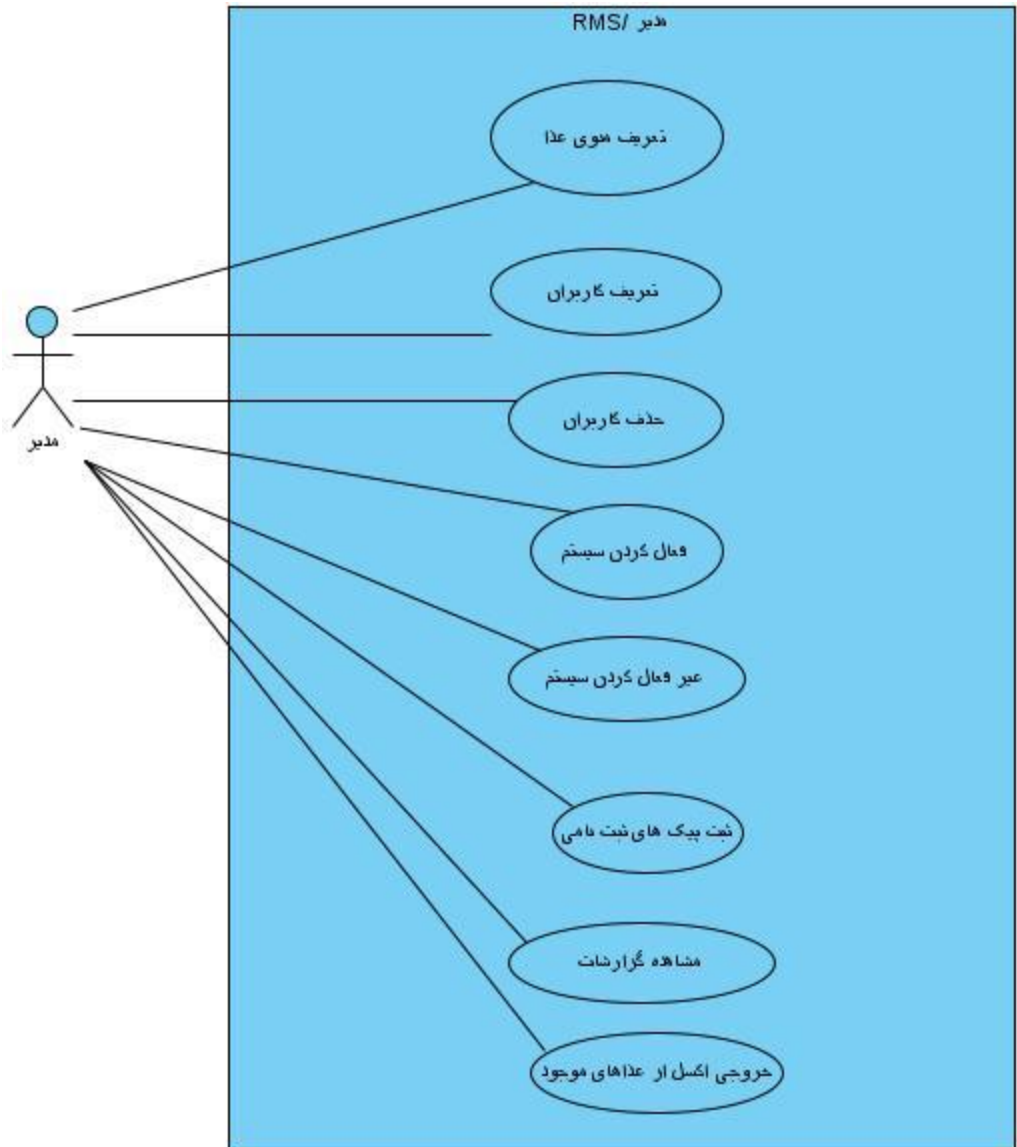 مدیر /RMS
تعریف منوی غذا
تعریف کاربران
حذف کاربران
مدیر
فعال کردن سیستم
غیر فعال کردن سیستم
ثبت پیک های ثبت نامی
مشاهده گزارشات
خروجی اکسل از غذاهای موجود